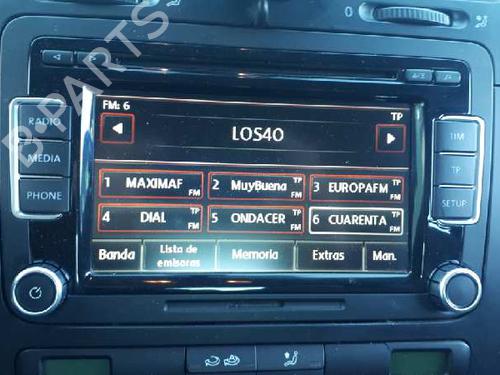 B-PARTS
0
RADIO
MEDIA
PHONE
TIM
TP
SETUP
FM: 6
TP
LOS40
1 MAXIMAF FM
2 MuyBuena TP FM
3 EUROPAFM TP
4 DIAL TP FM
5 ONDACER TP FM
6 CUARENTA TP FM
Banda
Lista de
emisoras
Memoria
Extras
Man.